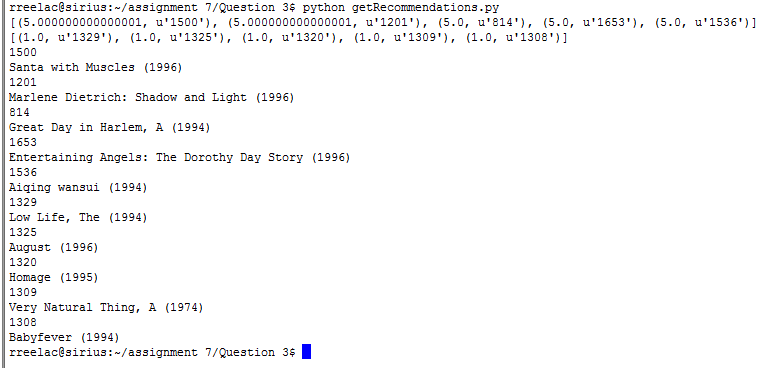 rreelac@sirius:~/assignment 7/Question 3$ python getRecommendations.py
[(5.000000000000001, u'1500'), (5.000000000000001, u'1201'), (5.0, u'814'), (5.0, u'1653'), (5.0, u'1536')]
[(1.0, u'1329'), (1.0, u'1325'), (1.0, u'1320'), (1.0, u'1309'), (1.0, u'1308')]
1500
Santa with Muscles (1996)
1201
Marlene Dietrich: Shadow and Light (1996)
814
Great Day in Harlem, A (1994)
1653
Entertaining Angels: The Dorothy Day Story (1996)
1536
Aiqing wansui (1994)
1329
Low Life, The (1994)
1325
August (1996)
1320
Homage (1995)
1309
Very Natural Thing, A (1974)
1308
Babyfever (1994)
rreelac@sirius:~/assignment 7/Question 3$